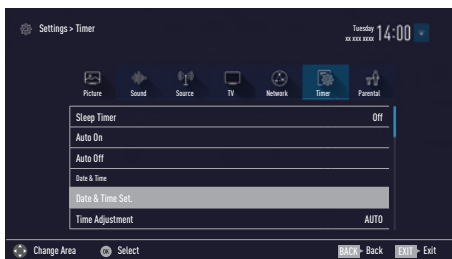 Settings > Timer
Tuesday
xx xxx xxxx
14:00
Picture Sound Source TV Network Timer Parental
Sleep Timer Off
Auto On
Auto Off
Date & Time
Date & Time Set.
Time Adjustment AUTO
Change Area OK Select BACK Back EXIT Exit